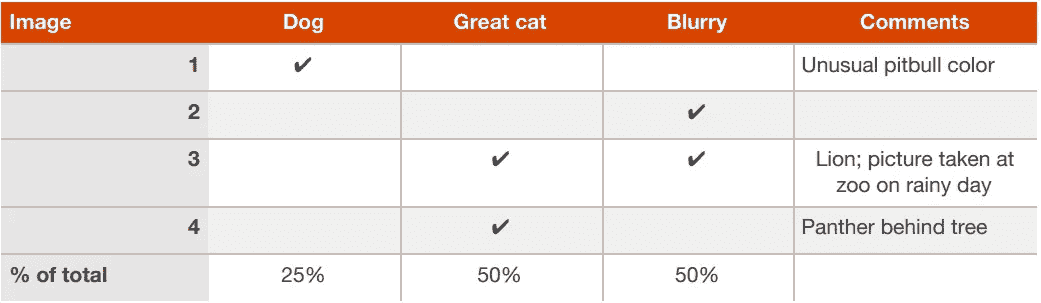 Image Dog Great cat Blurry Comments
1 ✔ Unusual pitbull color
2 ✔
3 ✔ ✔ Lion; picture taken at
zoo on rainy day
4 ✔ Panther behind tree
% of total 25% 50% 50%